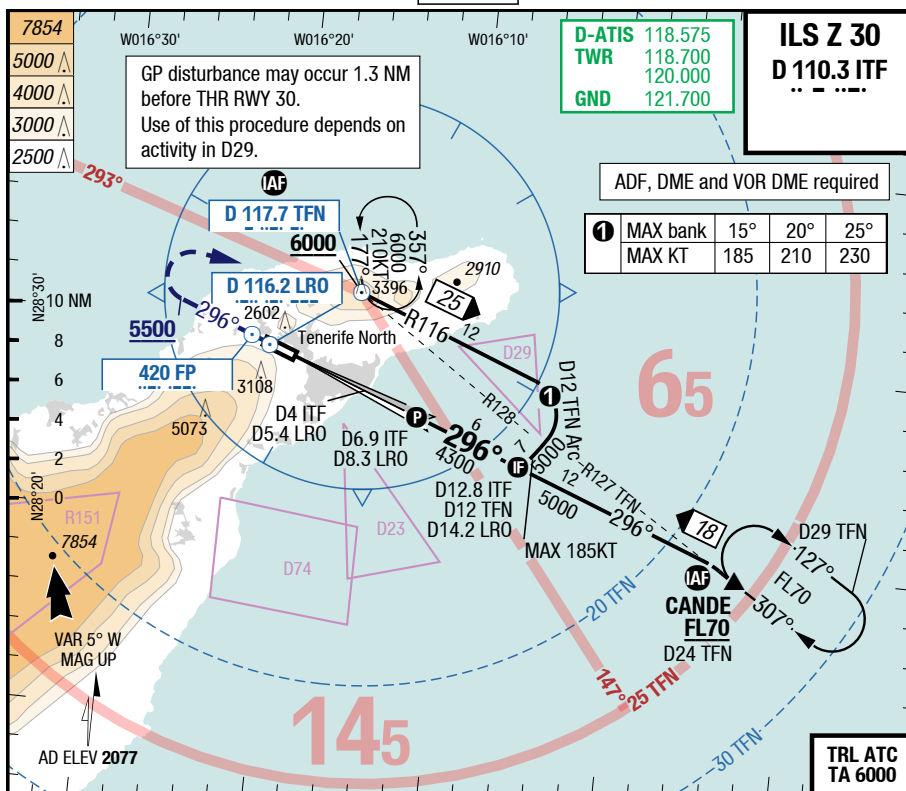 7854
5000
4000
3000
2500
W016°30'
W016°20'
W016°10'
D-ATIS 118.575
TWR 118.700
120.000
GND 121.700
ILS Z 30
D 110.3 ITF
GP disturbance may occur 1.3 NM
before THR RWY 30.
Use of this procedure depends on
activity in D29.
ADF, DME and VOR DME required
1 MAX bank 15° 20° 25°
MAX KT 185 210 230
293°
IAF
D 117.7 TFN
6000
177°
210KT
6000
357°
2910
3396
25
12
R116
D 116.2 LRO
2602
Tenerife North
296°
5500
420 FP
3108
5073
N28°30'
10 NM
8
6
4
2
0
N28°20'
D29
D12 TFN Arc
1
65
R128
D4 ITF
D5.4 LRO
P
D6.9 ITF
D8.3 LRO
6
296°
4300
7
5000
IF
12
5000
R127 TFN
296°
D12.8 ITF
D12 TFN
D14.2 LRO
MAX 185KT
18
D29 TFN
127°
FL70
307°
IAF
CANDE
FL70
D24 TFN
R151
7854
D74
D23
20 TFN
VAR 5° W
MAG UP
147°
25 TFN
145
30 TFN
AD ELEV 2077
TRL ATC
TA 6000